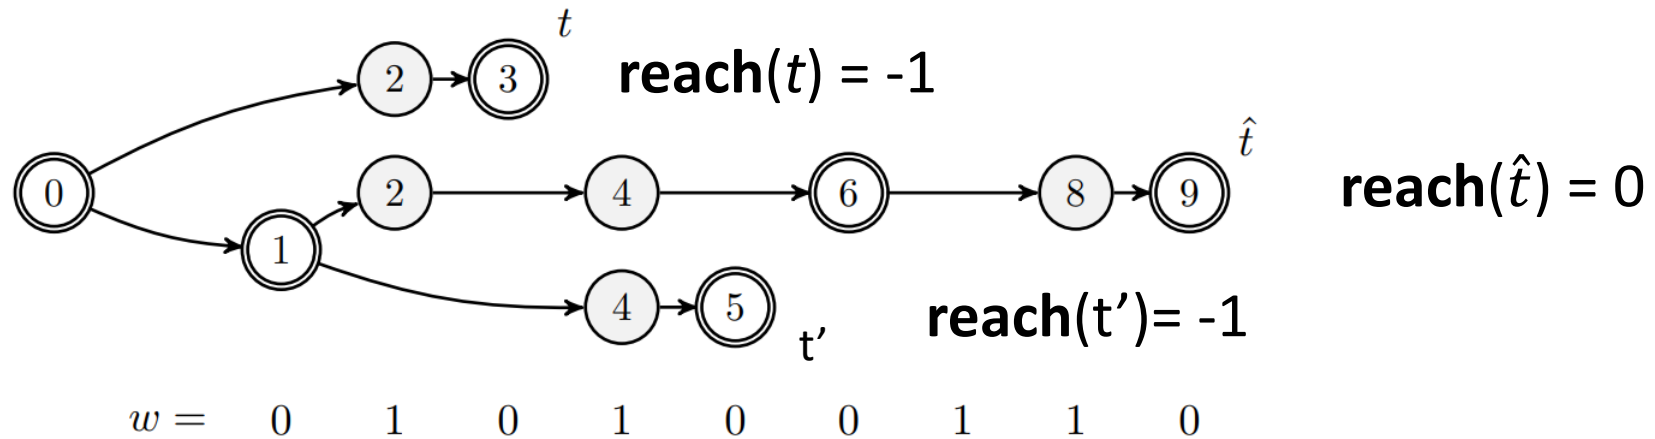 t
2 3 reach(t) = -1
t̂
0 2 4 6 8 9 reach(t̂) = 0
1
4 5 t’ reach(t’)= -1
w = 0 1 0 1 0 0 1 1 0